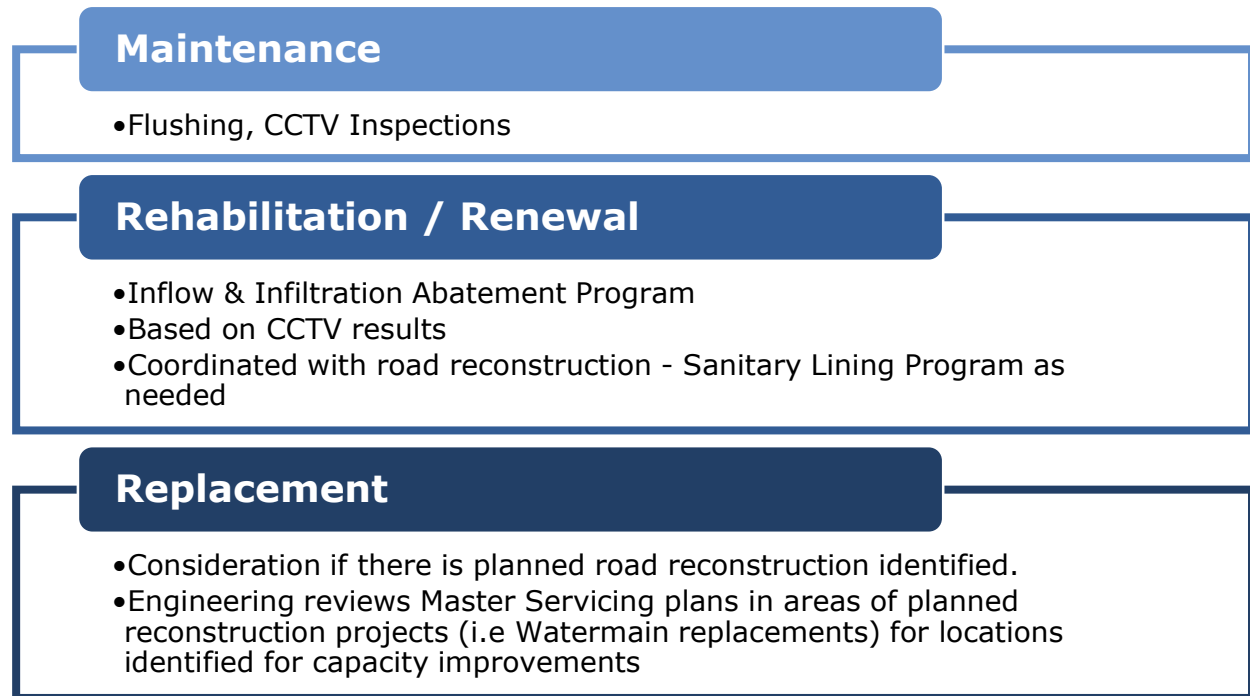 Maintenance
•Flushing, CCTV Inspections
Rehabilitation / Renewal
•Inflow & Infiltration Abatement Program
•Based on CCTV results
•Coordinated with road reconstruction - Sanitary Lining Program as
needed
Replacement
•Consideration if there is planned road reconstruction identified.
•Engineering reviews Master Servicing plans in areas of planned
reconstruction projects (i.e Watermain replacements) for locations
identified for capacity improvements